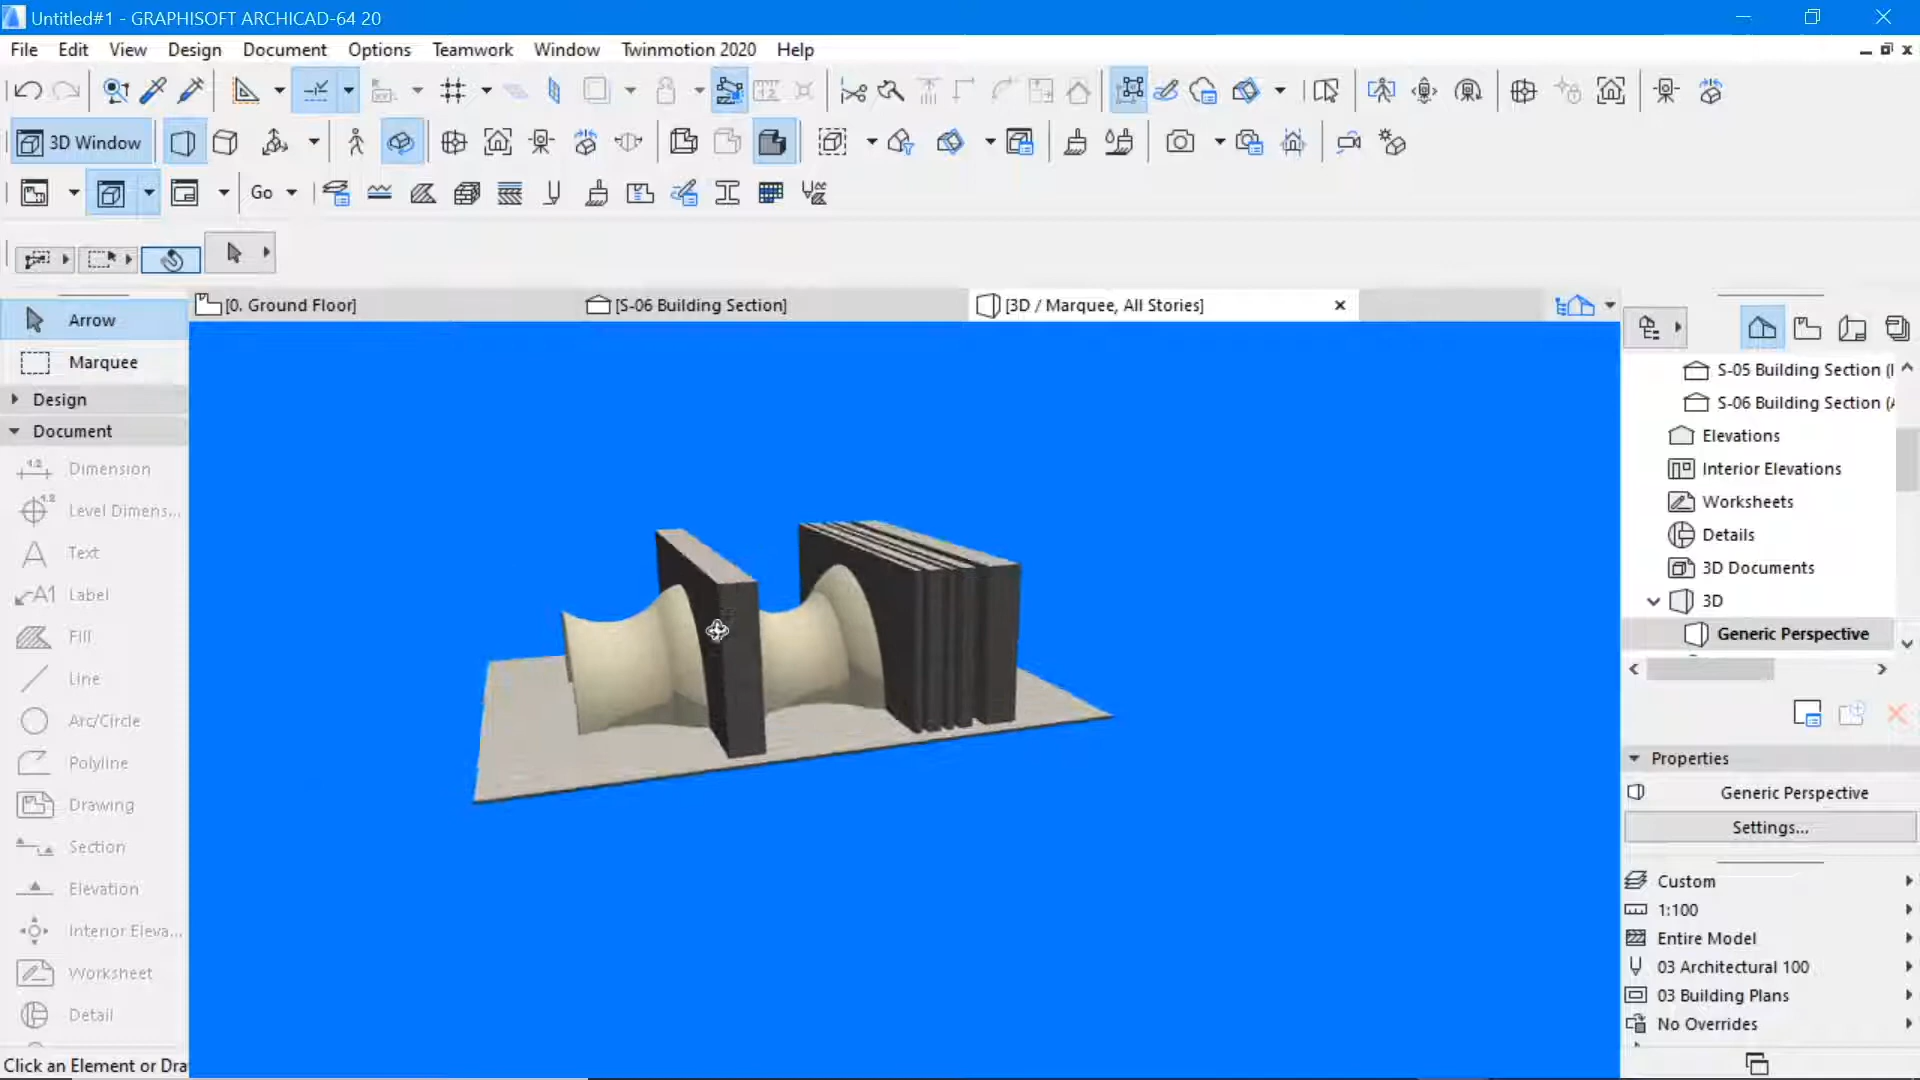 Untitled#1 - GRAPHISOFT ARCHICAD-64 20
File Edit View Design Document Options Teamwork Window Twinmotion 2020 Help
3D Window
Go
[0. Ground Floor] [S-06 Building Section] [3D / Marquee, All Stories]
Arrow
Marquee
Design
Document
Dimension
Level Dimens...
Text
Label
Fill
Line
Arc/Circle
Polyline
Drawing
Section
Elevation
Interior Eleva...
Worksheet
Detail
Click an Element or Dra
S-05 Building Section (
S-06 Building Section (
Elevations
Interior Elevations
Worksheets
Details
3D Documents
3D
Generic Perspective
Properties
Generic Perspective
Settings...
Custom
1:100
Entire Model
03 Architectural 100
03 Building Plans
No Overrides